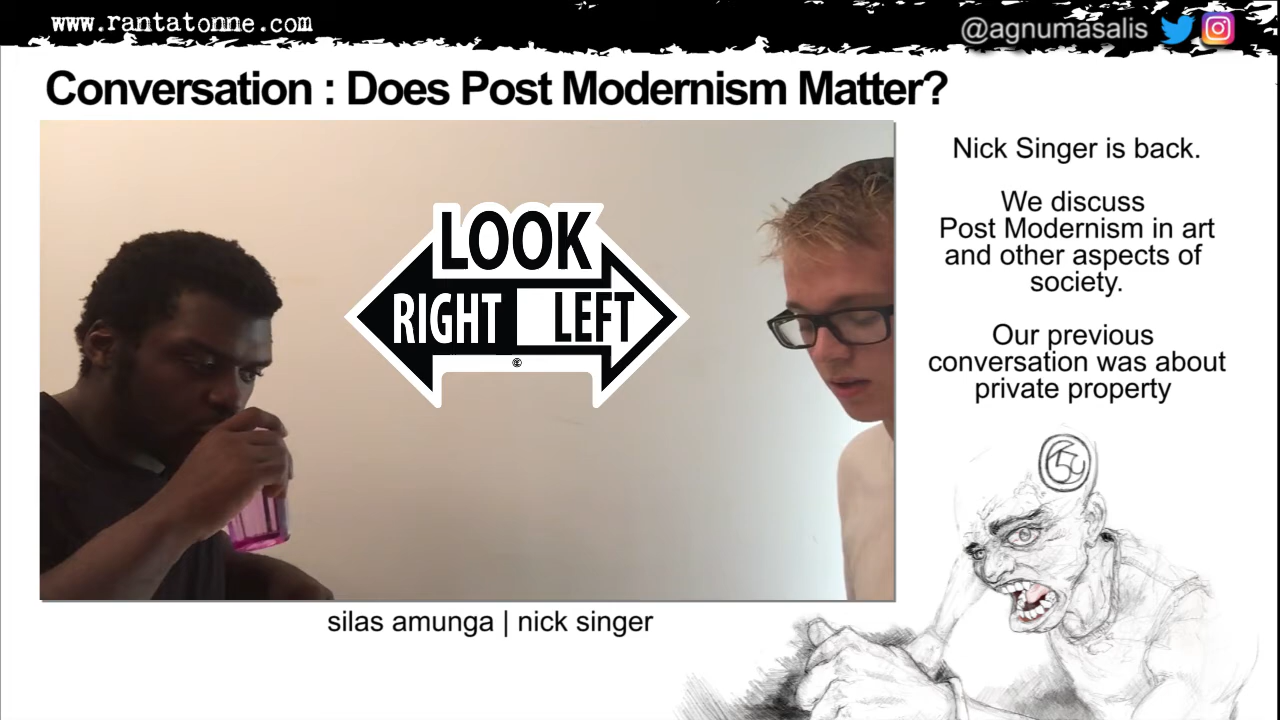 www.rantatonne.com
@agnumasalis
Conversation : Does Post Modernism Matter?
Nick Singer is back.
We discuss
Post Modernism in art
and other aspects of
society.
Our previous
conversation was about
private property
LOOK
RIGHT LEFT
silas amunga | nick singer